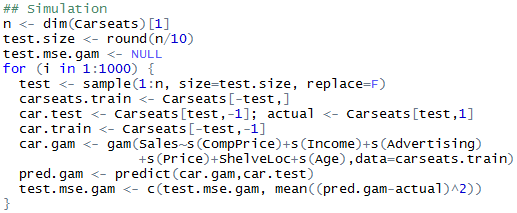 ## Simulation
n <- dim(Carseats)[1]
test.size <- round(n/10)
test.mse.gam <- NULL
for (i in 1:1000) {
  test <- sample(1:n, size=test.size, replace=F)
  carseats.train <- Carseats[-test,]
  car.test <- Carseats[test,-1]; actual <- Carseats[test,1]
  car.train <- Carseats[-test,-1]
  car.gam <- gam(Sales~s(CompPrice)+s(Income)+s(Advertising)
                 +s(Price)+ShelveLoc+s(Age),data=carseats.train)
  pred.gam <- predict(car.gam,car.test)
  test.mse.gam <- c(test.mse.gam, mean((pred.gam-actual)^2))
}